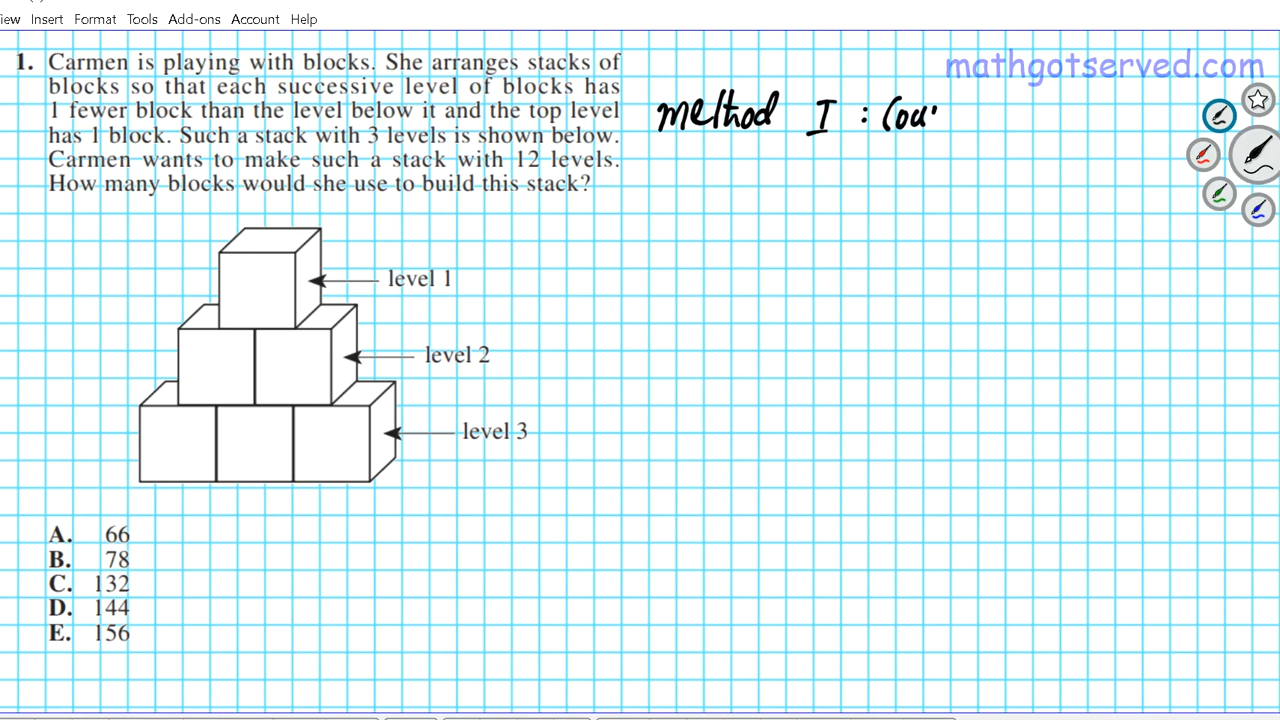 Insert Format Tools Add-ons Account Help
1. Carmen is playing with blocks. She arranges stacks of
blocks so that each successive level of blocks has
1 fewer block than the level below it and the top level
has 1 block. Such a stack with 3 levels is shown below.
Carmen wants to make such a stack with 12 levels.
How many blocks would she use to build this stack?
mathgotserved.com
method I :
level 1
level 2
level 3
A. 66
B. 78
C. 132
D. 144
E. 156